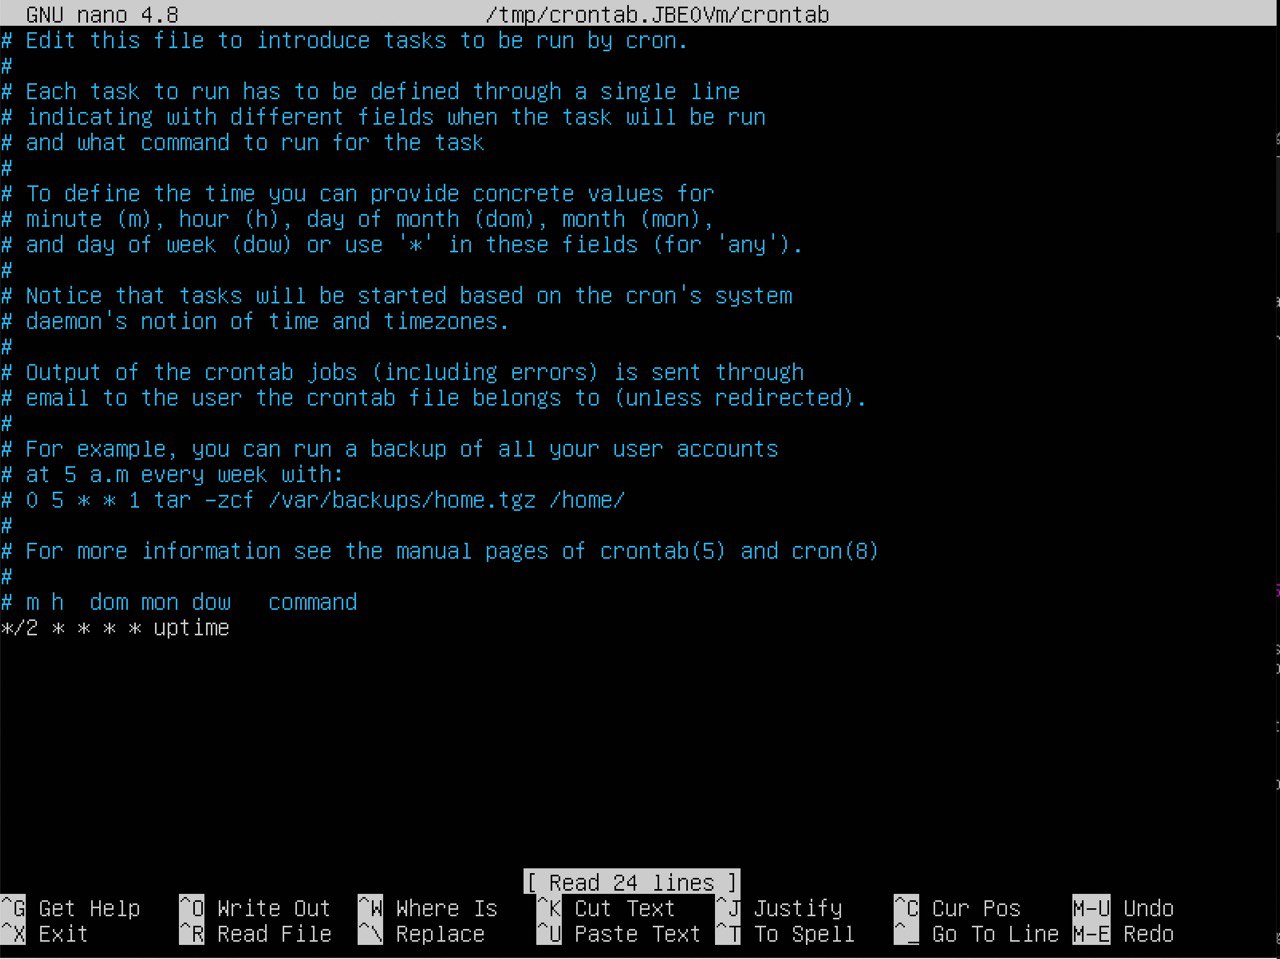 GNU nano 4.8 /tmp/crontab.JBE0Vm/crontab
# Edit this file to introduce tasks to be run by cron.
#
# Each task to run has to be defined through a single line
# indicating with different fields when the task will be run
# and what command to run for the task
#
# To define the time you can provide concrete values for
# minute (m), hour (h), day of month (dom), month (mon),
# and day of week (dow) or use '*' in these fields (for 'any').
#
# Notice that tasks will be started based on the cron's system
# daemon's notion of time and timezones.
#
# Output of the crontab jobs (including errors) is sent through
# email to the user the crontab file belongs to (unless redirected).
#
# For example, you can run a backup of all your user accounts
# at 5 a.m every week with:
# 0 5 * * 1 tar -zcf /var/backups/home.tgz /home/
#
# For more information see the manual pages of crontab(5) and cron(8)
#
# m h  dom mon dow   command
*/2 * * * * uptime
[ Read 24 lines ]
^G Get Help ^O Write Out ^W Where Is ^K Cut Text ^J Justify ^C Cur Pos M-U Undo
^X Exit ^R Read File ^\ Replace ^U Paste Text ^T To Spell ^_ Go To Line M-E Redo